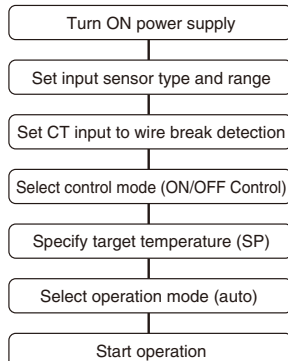 Turn ON power supply
Set input sensor type and range
Set CT input to wire break detection
Select control mode (ON/OFF Control)
Specify target temperature (SP)
Select operation mode (auto)
Start operation